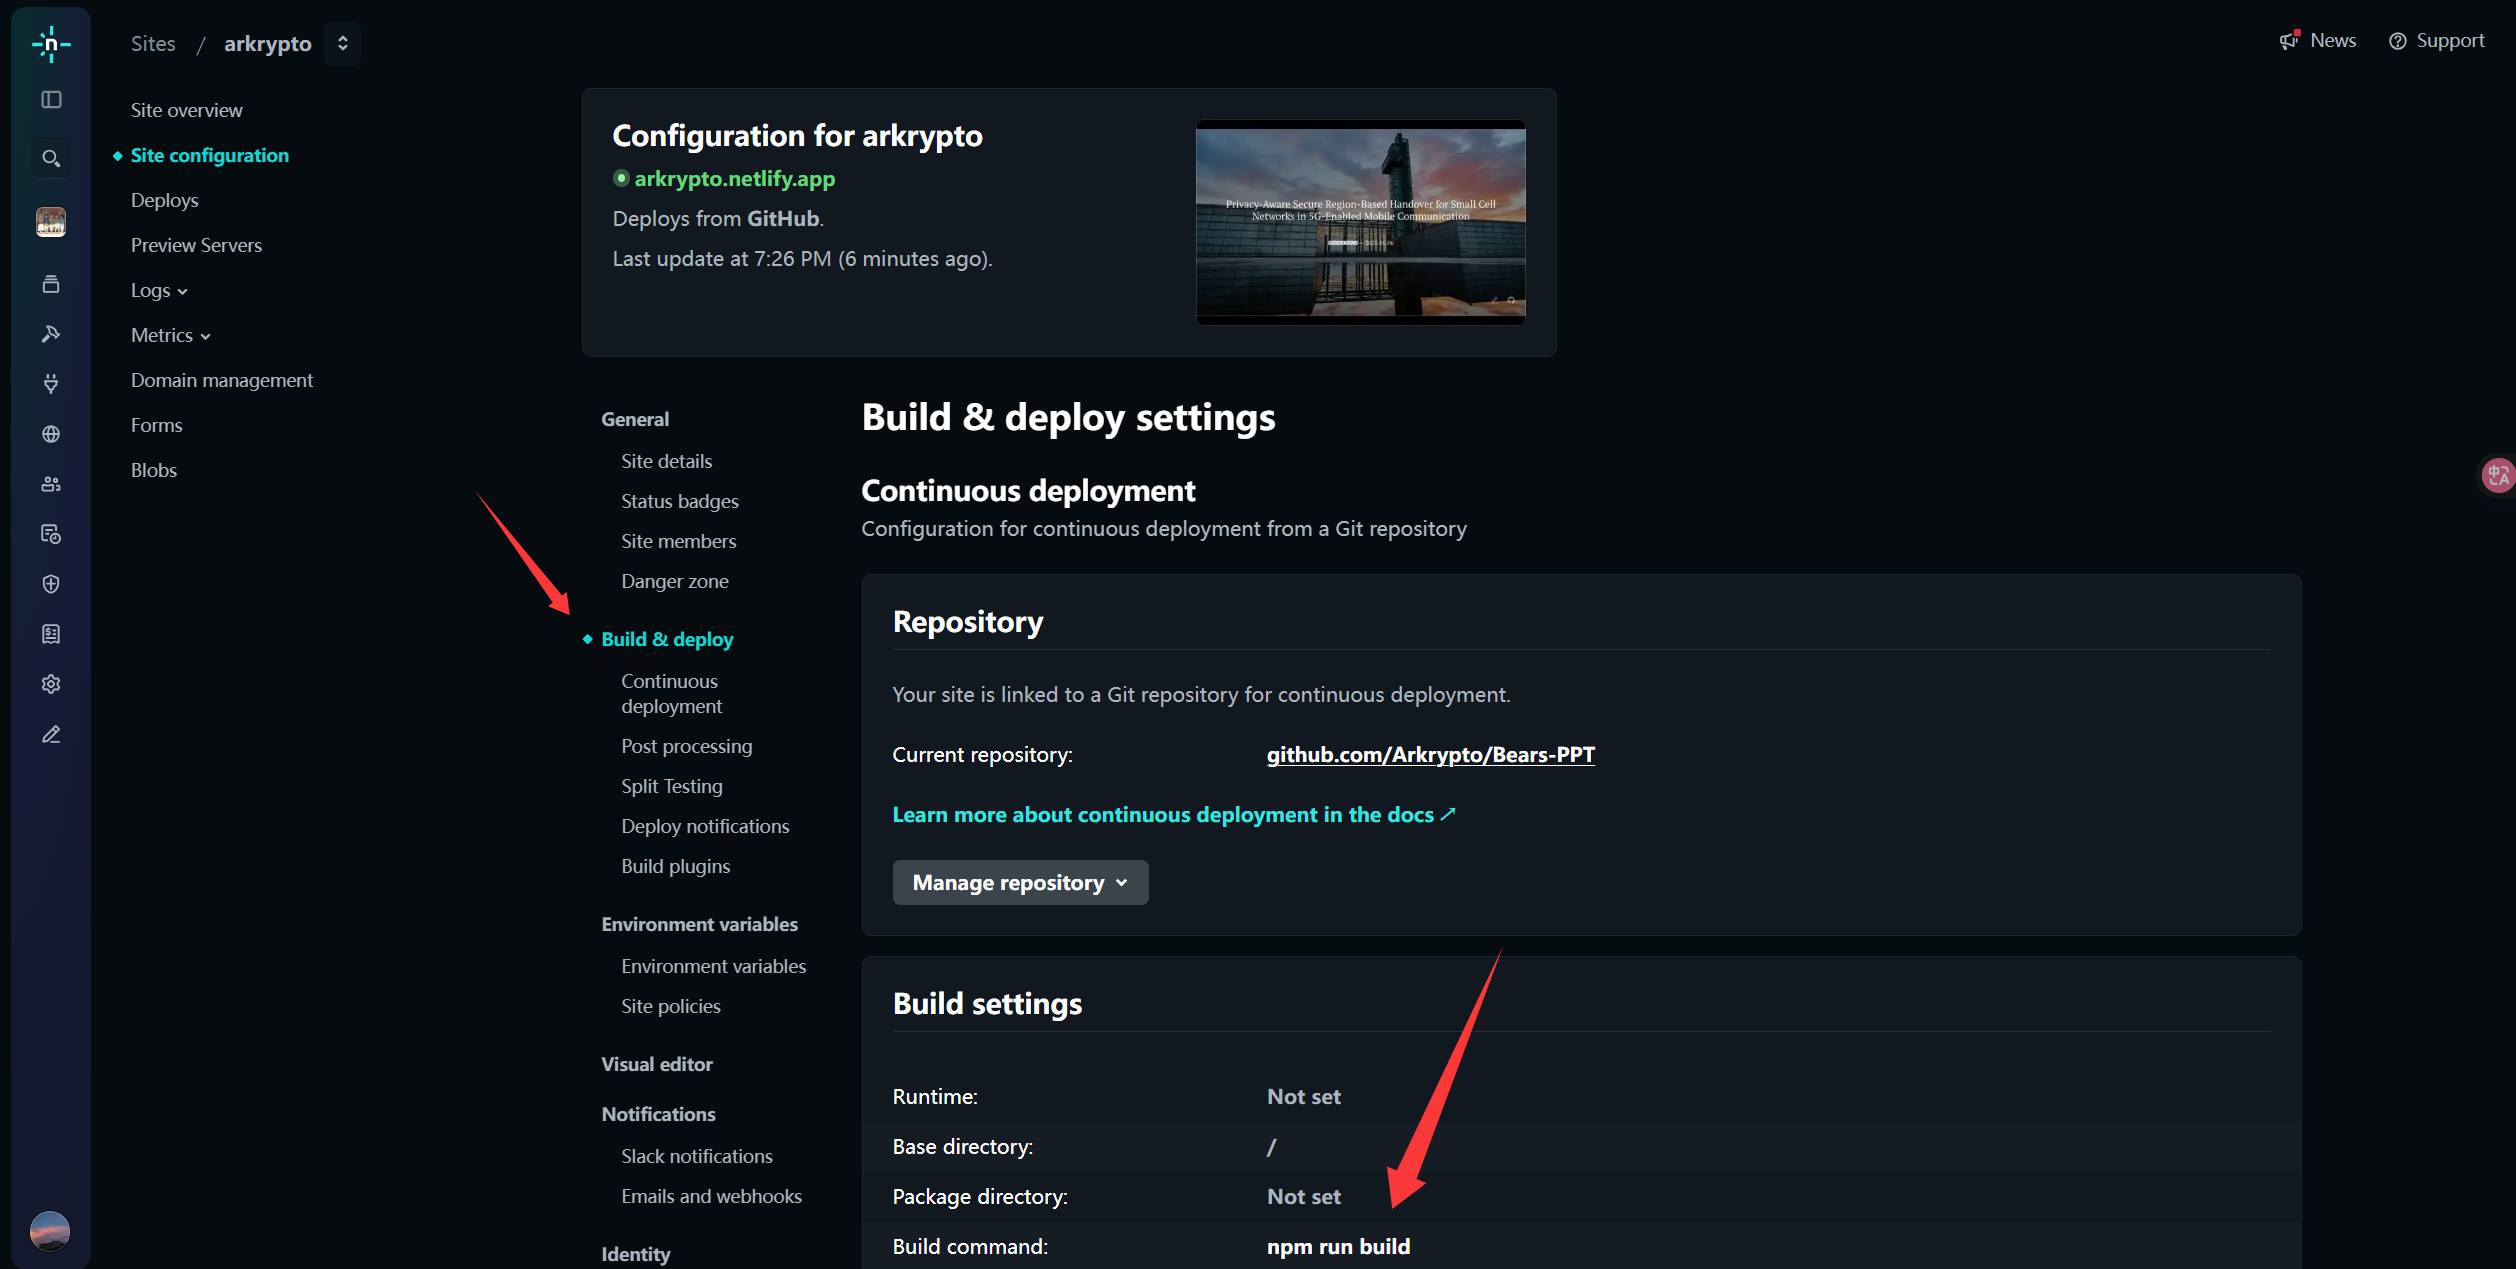 Sites / arkrypto
News
Support
Site overview
Site configuration
Deploys
Preview Servers
Logs
Metrics
Domain management
Forms
Blobs
Configuration for arkrypto
arkrypto.netlify.app
Deploys from GitHub.
Last update at 7:26 PM (6 minutes ago).
Privacy-Aware Secure Region-Based Handover for Small Cell
Networks in 5G-Enabled Mobile Communication
General
Site details
Status badges
Site members
Danger zone
Build & deploy
Continuous
deployment
Post processing
Split Testing
Deploy notifications
Build plugins
Environment variables
Environment variables
Site policies
Visual editor
Notifications
Slack notifications
Emails and webhooks
Identity
Build & deploy settings
Continuous deployment
Configuration for continuous deployment from a Git repository
Repository
Your site is linked to a Git repository for continuous deployment.
Current repository: github.com/Arkrypto/Bears-PPT
Learn more about continuous deployment in the docs ↗
Manage repository
Build settings
Runtime: Not set
Base directory: /
Package directory: Not set
Build command: npm run build
中A